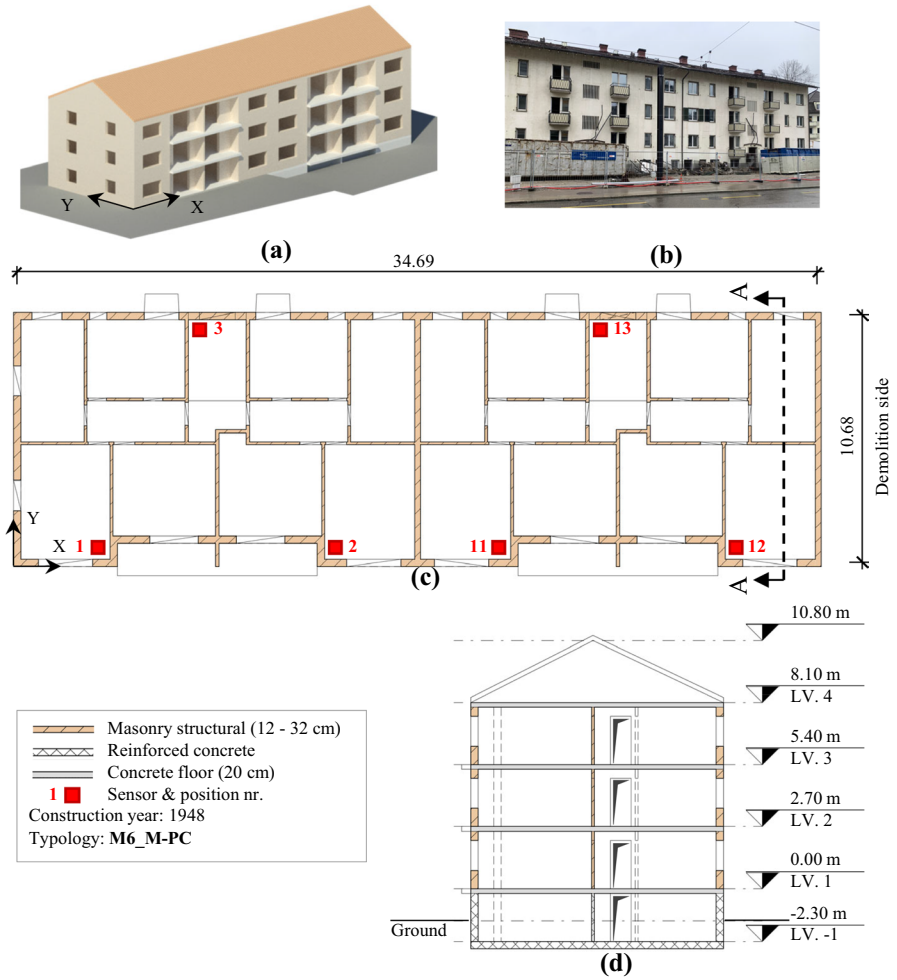 Y
X
(a)
(b)
34.69
A
3
13
10.68
Demolition side
Y
X
1
2
11
12
A
(c)
10.80 m
8.10 m
LV. 4
5.40 m
LV. 3
2.70 m
LV. 2
0.00 m
LV. 1
-2.30 m
LV. -1
Ground
(d)
Masonry structural (12 - 32 cm)
Reinforced concrete
Concrete floor (20 cm)
1 Sensor & position nr.
Construction year: 1948
Typology: M6_M-PC